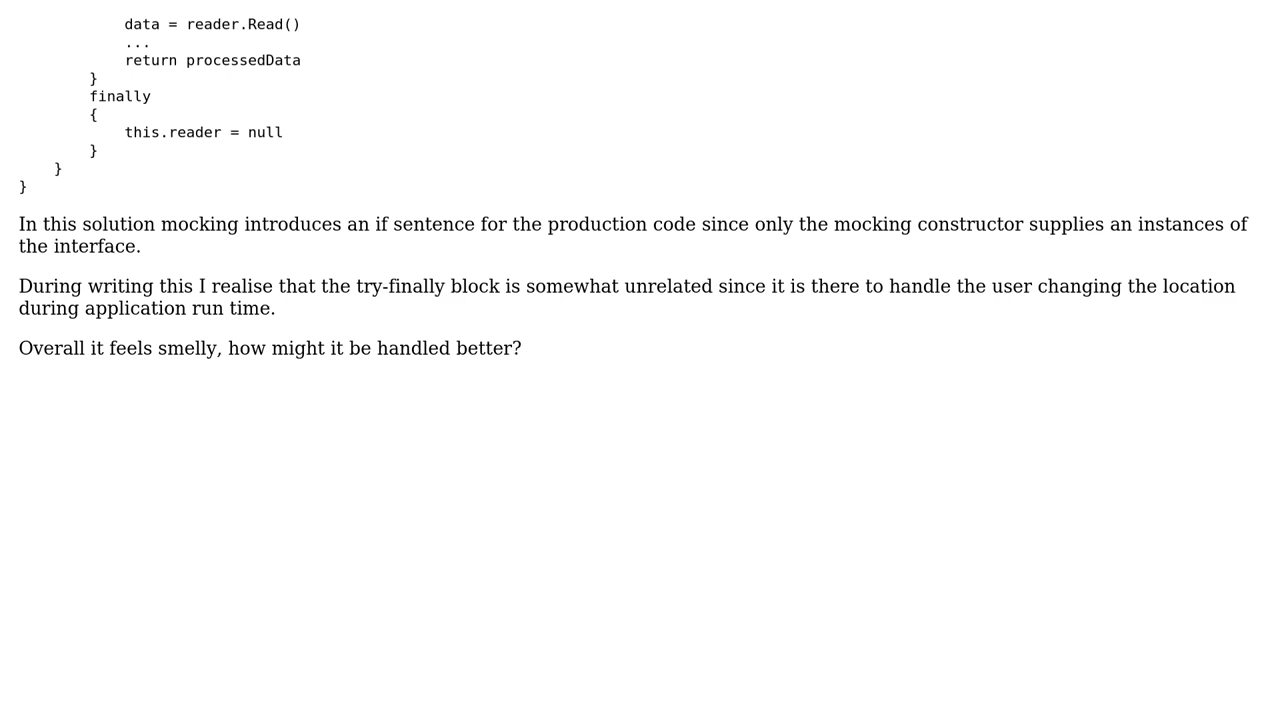 data = reader.Read()
...
return processedData
}
finally
{
this.reader = null
}
}
}
In this solution mocking introduces an if sentence for the production code since only the mocking constructor supplies an instances of
the interface.
During writing this I realise that the try-finally block is somewhat unrelated since it is there to handle the user changing the location
during application run time.
Overall it feels smelly, how might it be handled better?